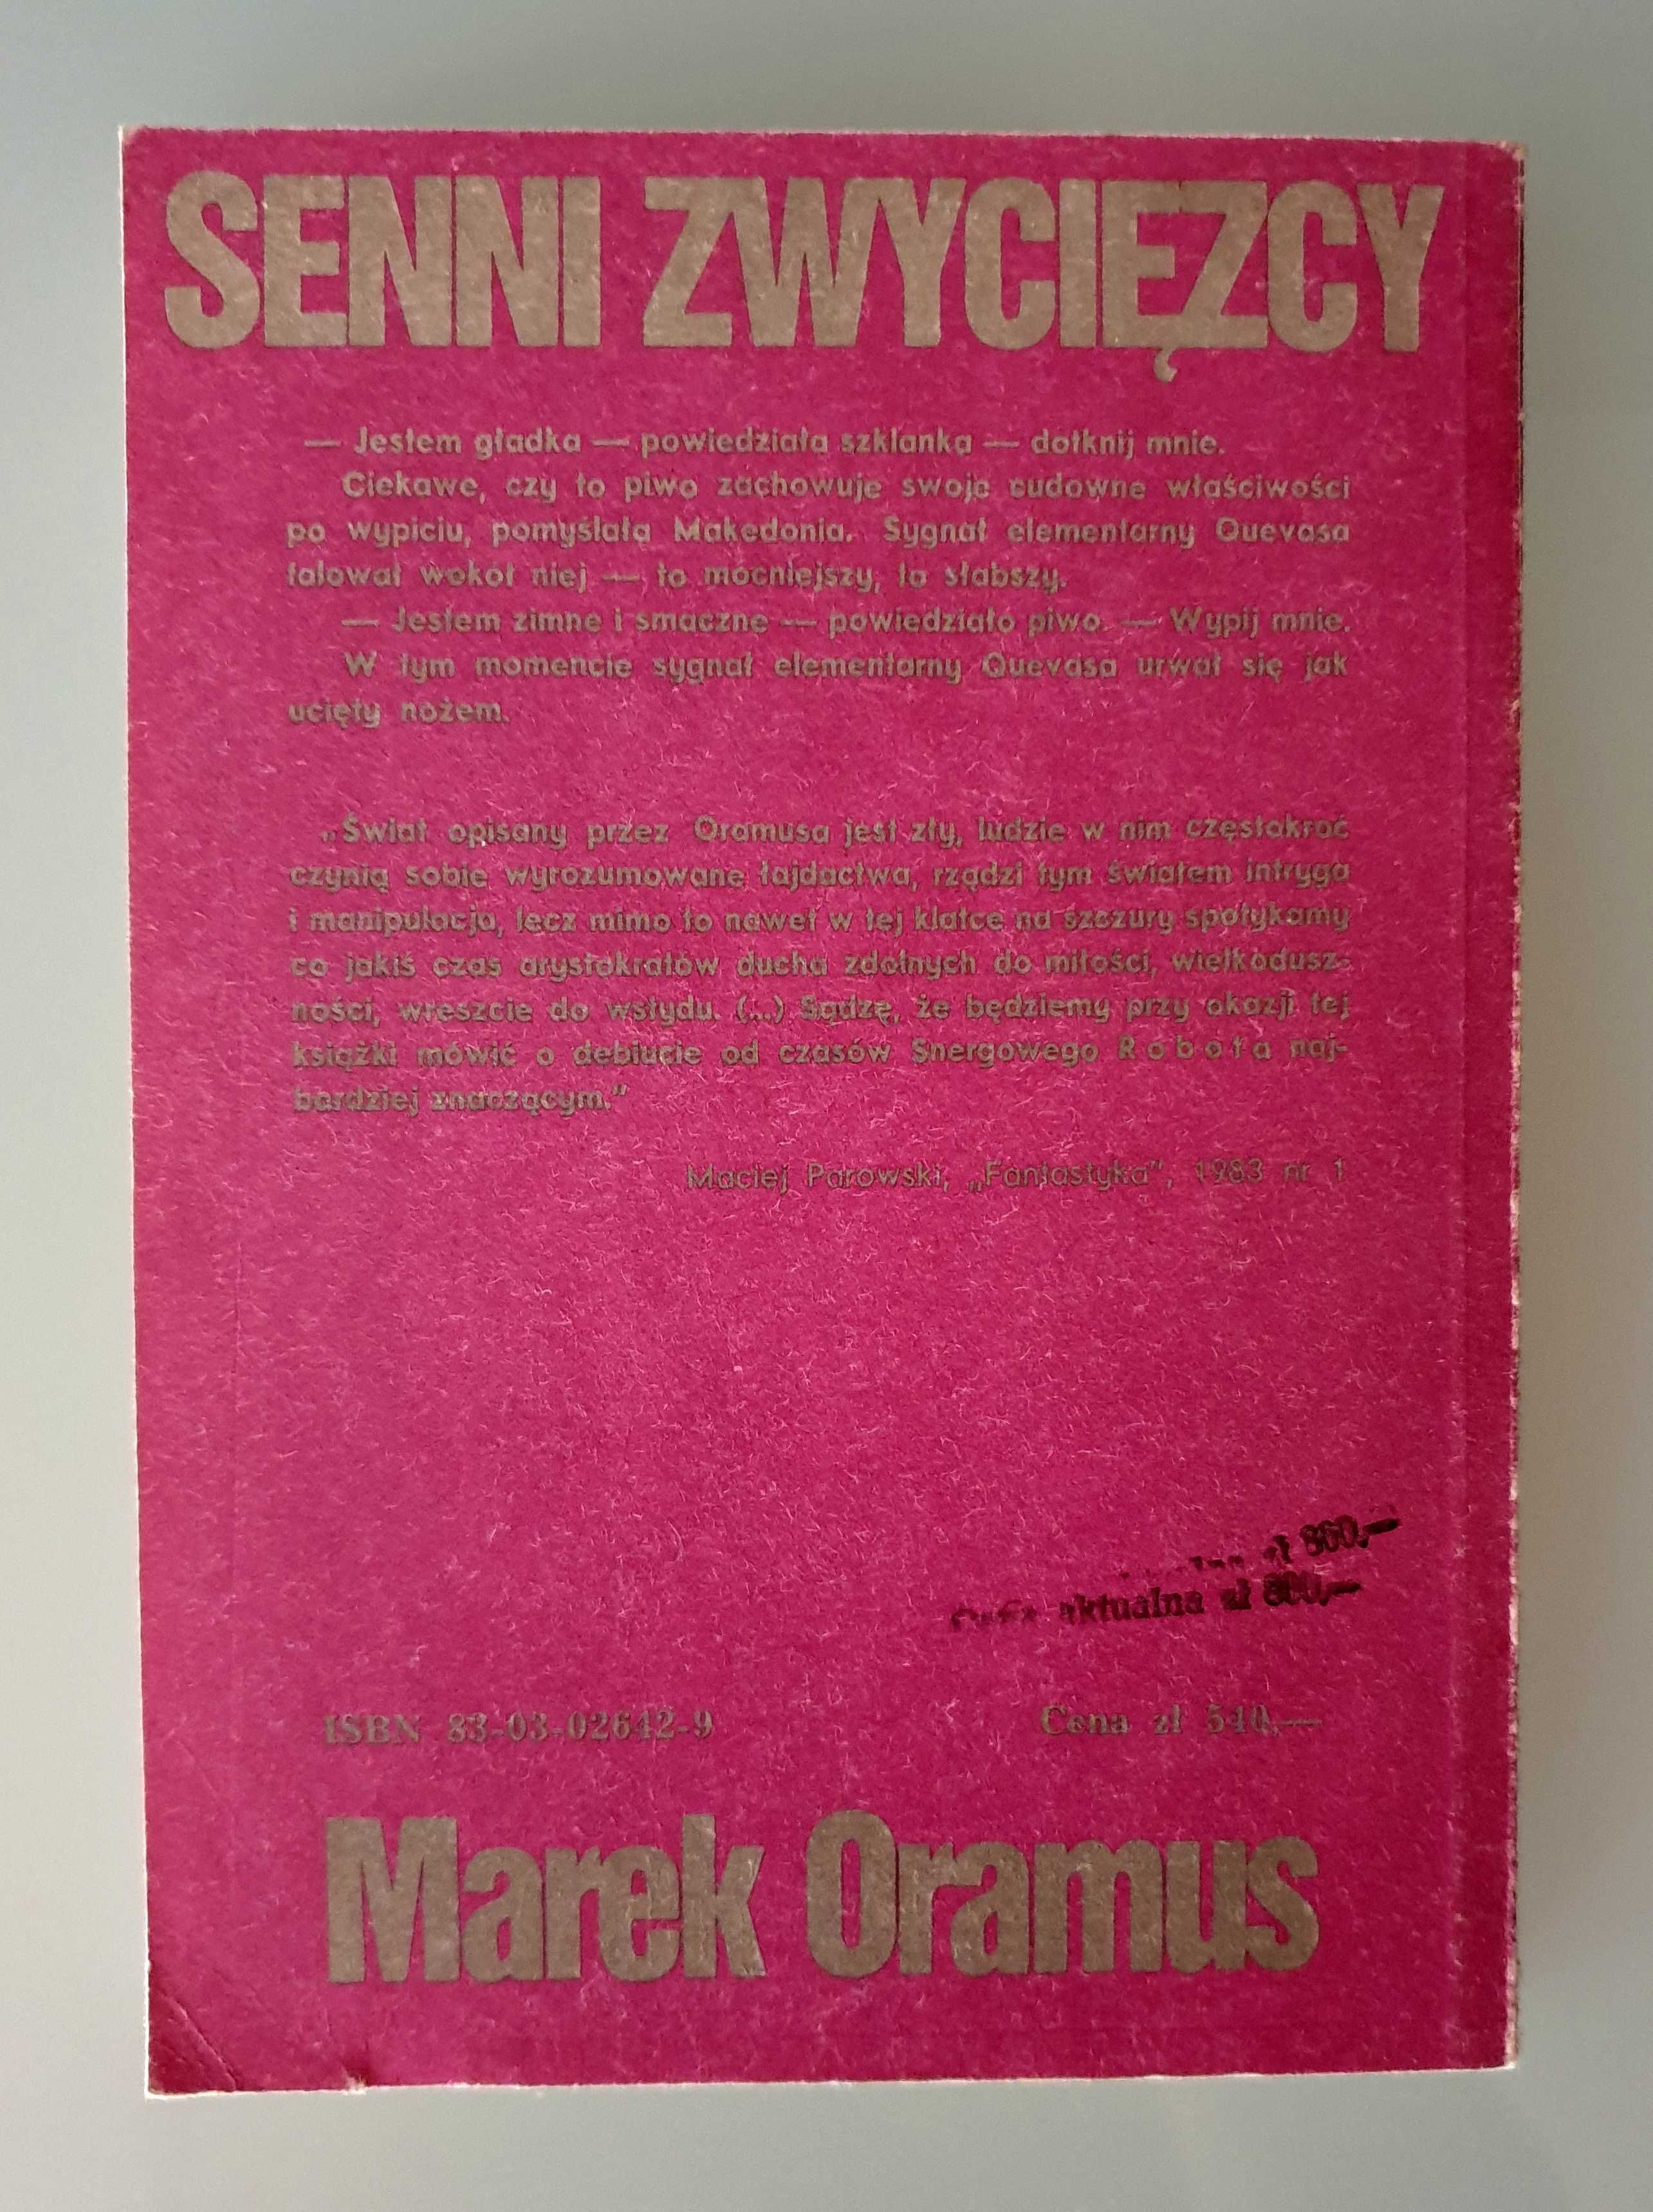 SENNI ZWYCIĘZCY
— Jestem gładka — powiedziała szklanka — dotknij mnie.
Ciekawe, czy to piwo zachowuje swoje cudowne właściwości
po wypiciu, pomyślała Makedonia. Sygnał elementarny Quevasa
falował wokół niej — to mocniejszy, to słabszy.
— Jestem zimne i smaczne — powiedziało piwo. — Wypij mnie.
W tym momencie sygnał elementarny Quevasa urwał się jak
ucięty nożem.
„Świat opisany przez Oramusa jest zły, ludzie w nim częstokroć
czynią sobie wyrozumowane łajdactwa, rządzi tym światem intryga
i manipulacja, lecz mimo to nawet w tej klatce na szczury spotykamy
co jakiś czas arystokratów ducha zdolnych do miłości, wielkodusz-
ności, wreszcie do wstydu. (...) Sądzę, że będziemy przy okazji tej
książki mówić o debiucie od czasów Snergowego Robota naj-
bardziej znaczącym.”
Maciej Parowski, „Fantastyka”, 1983 nr 1
zł 860,—
aktualna zł 800,—
ISBN 83-03-02642-9 Cena zł 540,—
Marek Oramus